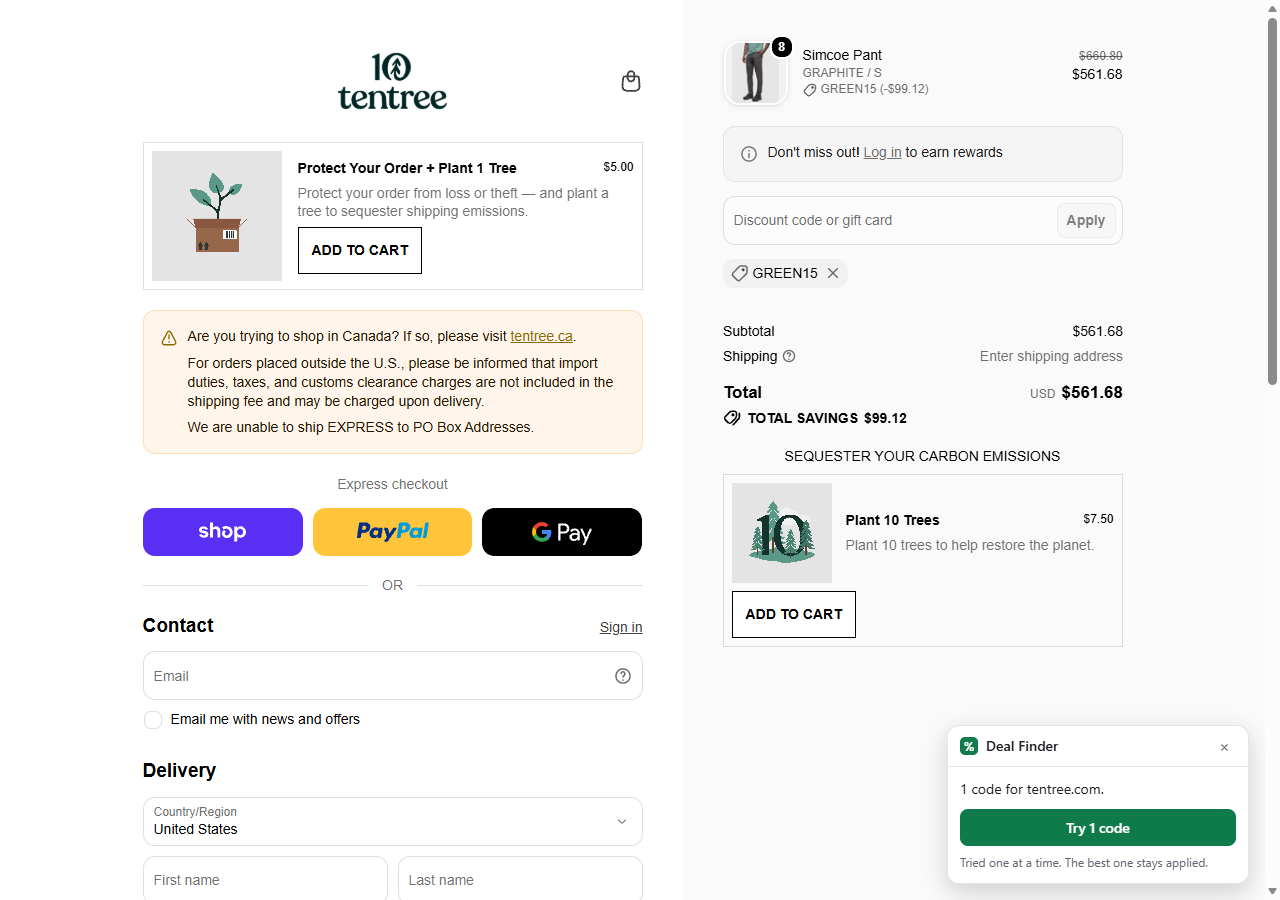 10
tentree
Protect Your Order + Plant 1 Tree
$5.00
Protect your order from loss or theft — and plant a
tree to sequester shipping emissions.
ADD TO CART
Are you trying to shop in Canada? If so, please visit tentree.ca.
For orders placed outside the U.S., please be informed that import
duties, taxes, and customs clearance charges are not included in the
shipping fee and may be charged upon delivery.
We are unable to ship EXPRESS to PO Box Addresses.
Express checkout
shop
PayPal
G Pay
OR
Contact
Sign in
Email
Email me with news and offers
Delivery
Country/Region
United States
First name
Last name
8
Simcoe Pant
$660.80
GRAPHITE / S
$561.68
GREEN15 (-$99.12)
Don't miss out! Log in to earn rewards
Discount code or gift card
Apply
GREEN15
Subtotal
$561.68
Shipping
Enter shipping address
Total
USD $561.68
TOTAL SAVINGS $99.12
SEQUESTER YOUR CARBON EMISSIONS
10
Plant 10 Trees
$7.50
Plant 10 trees to help restore the planet.
ADD TO CART
% Deal Finder
1 code for tentree.com.
Try 1 code
Tried one at a time. The best one stays applied.